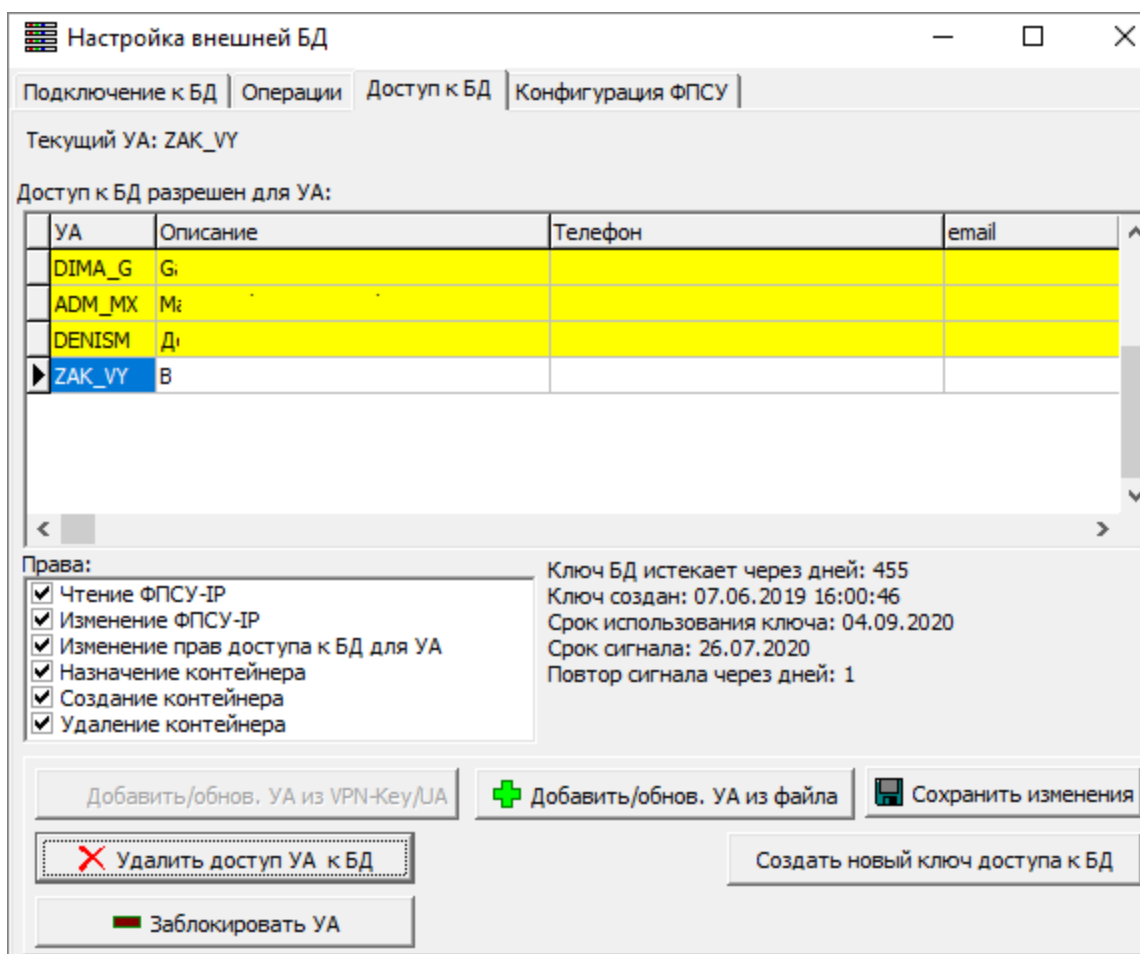 Настройка внешней БД
Подключение к БД Операции Доступ к БД Конфигурация ФПСУ
Текущий УА: ZAK_VY
Доступ к БД разрешен для УА:
УА Описание Телефон email
DIMA_G
ADM_MX
DENISM
ZAK_VY В
Права:
Чтение ФПСУ-IP
Изменение ФПСУ-IP
Изменение прав доступа к БД для УА
Назначение контейнера
Создание контейнера
Удаление контейнера
Ключ БД истекает через дней: 455
Ключ создан: 07.06.2019 16:00:46
Срок использования ключа: 04.09.2020
Срок сигнала: 26.07.2020
Повтор сигнала через дней: 1
Добавить/обнов. УА из VPN-Key/UA Добавить/обнов. УА из файла Сохранить изменения
Удалить доступ УА к БД Создать новый ключ доступа к БД
Заблокировать УА